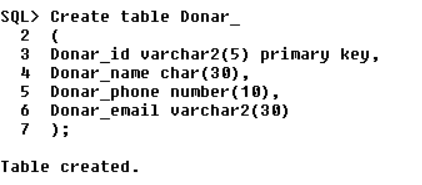 SQL> Create table Donar_
2 (
3 Donar_id varchar2(5) primary key,
4 Donar_name char(30),
5 Donar_phone number(10),
6 Donar_email varchar2(30)
7 );
Table created.